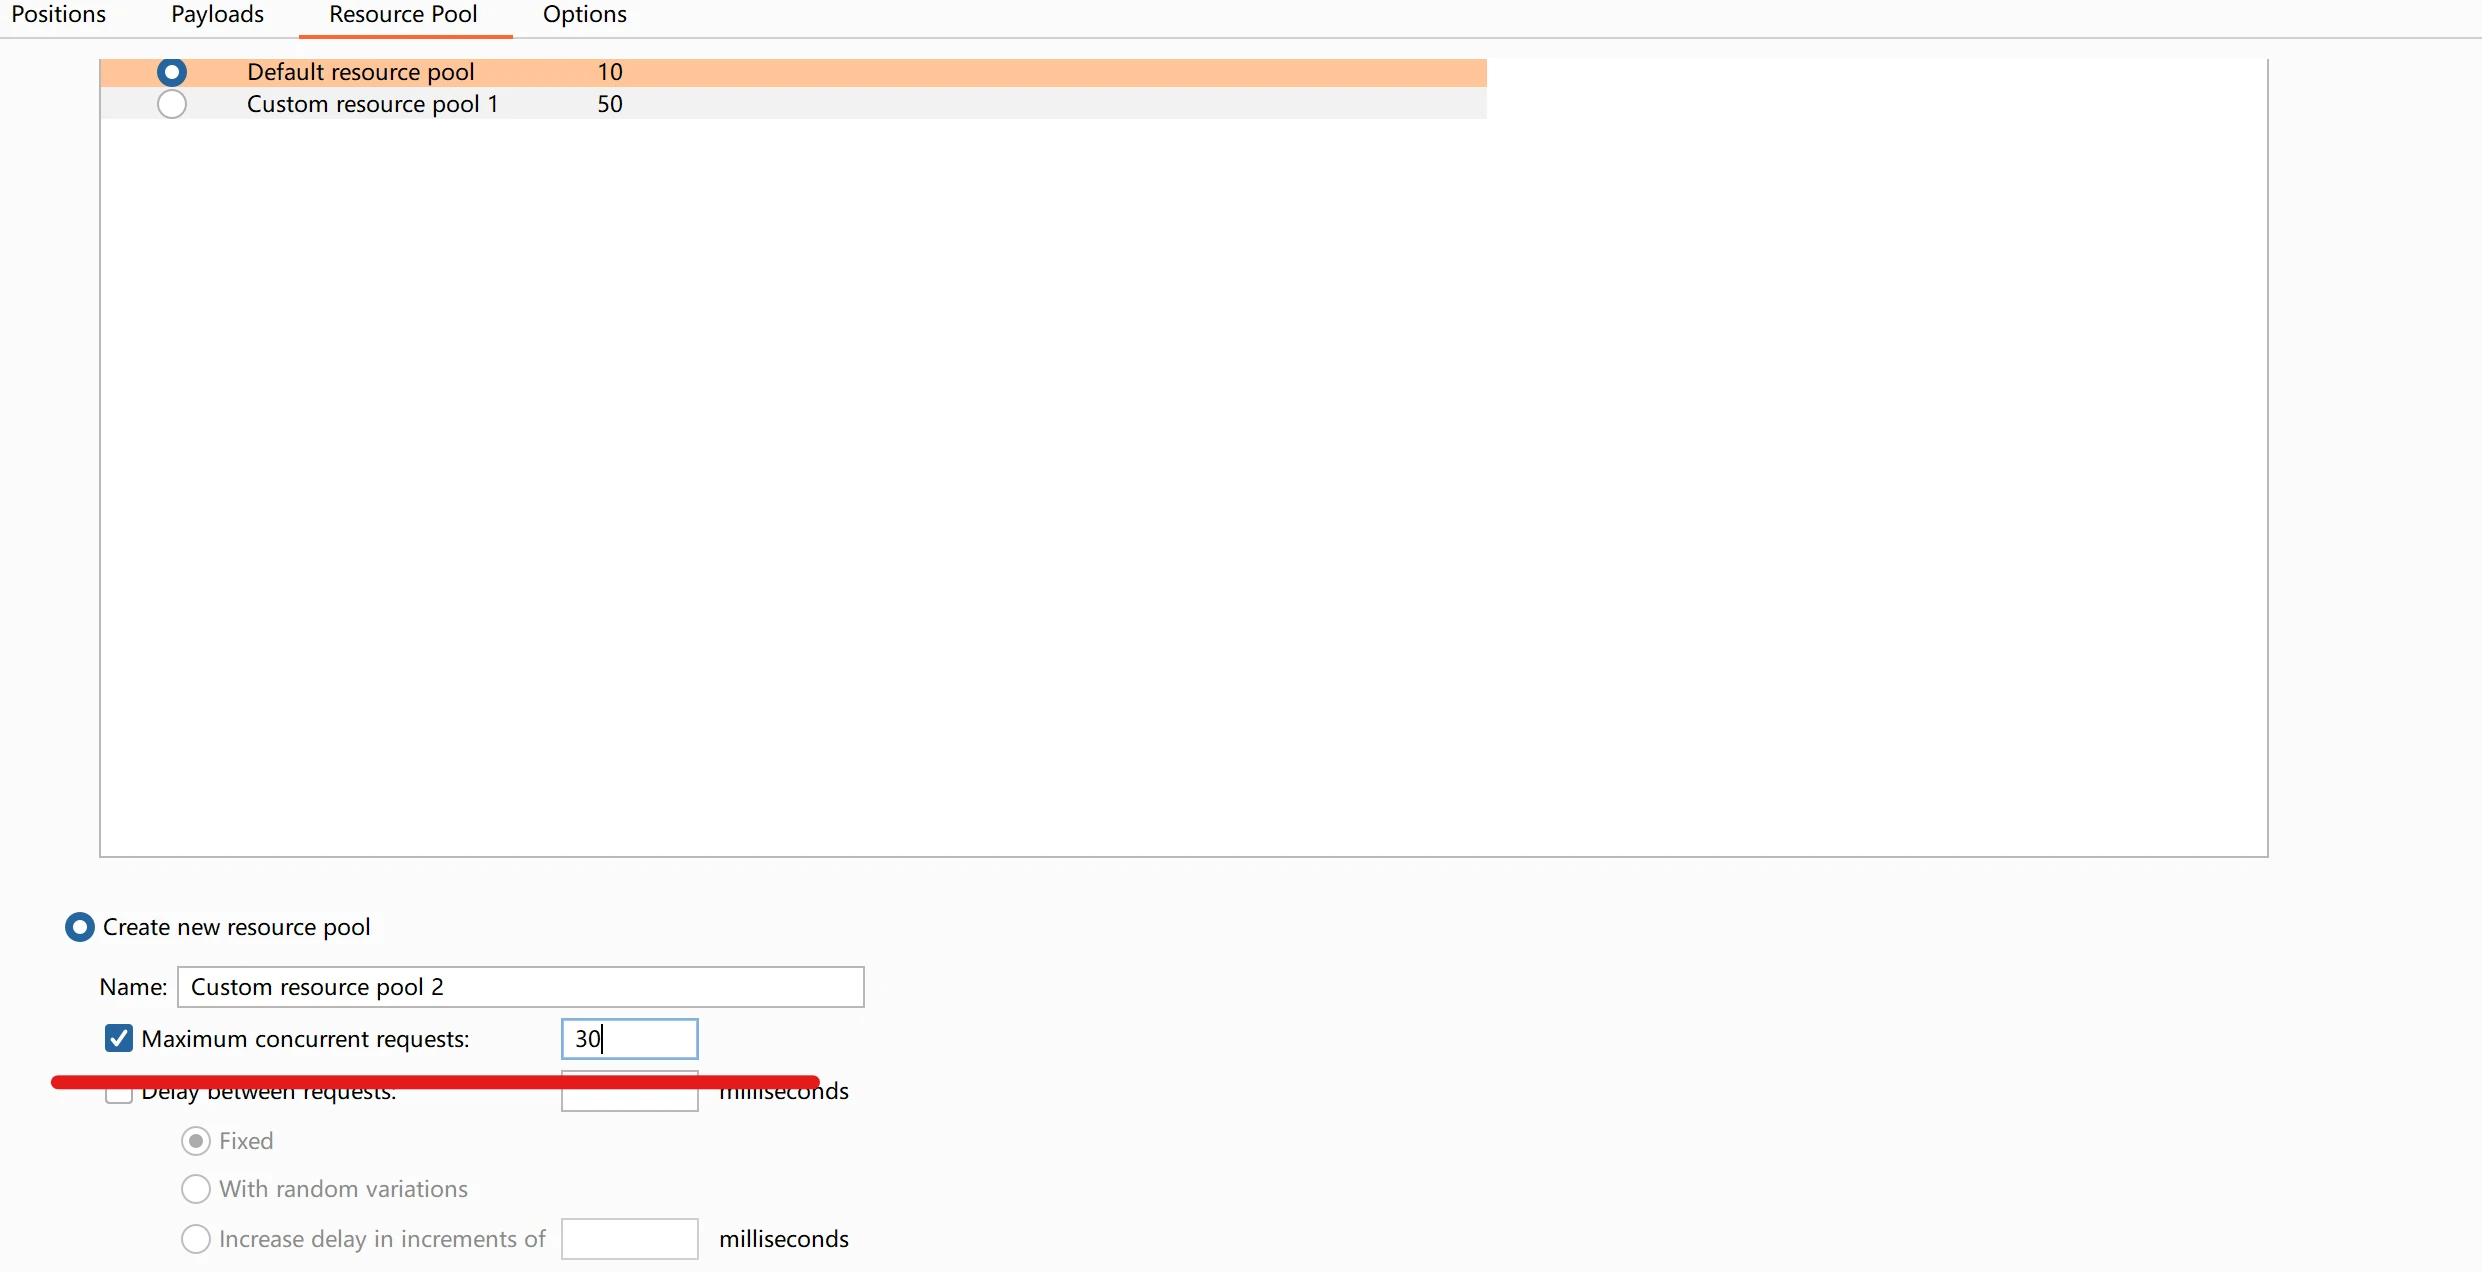 Positions Payloads Resource Pool Options
Default resource pool 10
Custom resource pool 1 50
Create new resource pool
Name: Custom resource pool 2
Maximum concurrent requests: 30
Delay between requests: milliseconds
Fixed
With random variations
Increase delay in increments of milliseconds